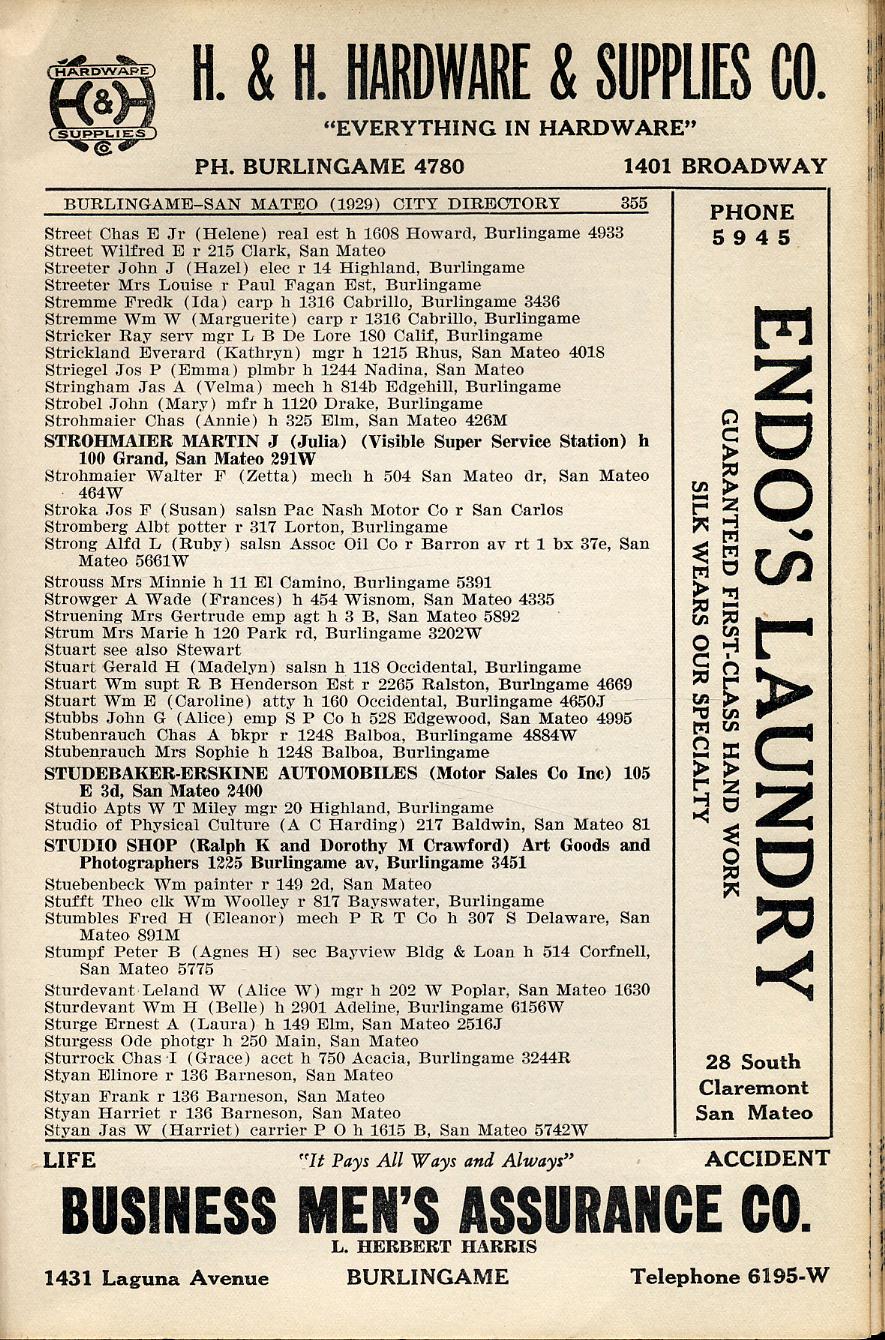 HARDWARE
H & H
SUPPLIES
CO
H. & H. HARDWARE & SUPPLIES CO.
"EVERYTHING IN HARDWARE"
PH. BURLINGAME 4780 1401 BROADWAY
BURLINGAME–SAN MATEO (1929) CITY DIRECTORY 355
Street Chas E Jr (Helene) real est h 1608 Howard, Burlingame 4933
Street Wilfred E r 215 Clark, San Mateo
Streeter John J (Hazel) elec r 14 Highland, Burlingame
Streeter Mrs Louise r Paul Fagan Est, Burlingame
Stremme Fredk (Ida) carp h 1316 Cabrillo, Burlingame 3436
Stremme Wm W (Marguerite) carp r 1316 Cabrillo, Burlingame
Stricker Ray serv mgr L B De Lore 180 Calif, Burlingame
Strickland Everard (Kathryn) mgr h 1215 Rhus, San Mateo 4018
Striegel Jos P (Emma) plmbr h 1244 Nadina, San Mateo
Stringham Jas A (Velma) mech h 814b Edgehill, Burlingame
Strobel John (Mary) mfr h 1120 Drake, Burlingame
Strohmaier Chas (Annie) h 325 Elm, San Mateo 426M
STROHMAIER MARTIN J (Julia) (Visible Super Service Station) h
100 Grand, San Mateo 291W
Strohmaier Walter F (Zetta) mech h 504 San Mateo dr, San Mateo
464W
Stroka Jos F (Susan) salsn Pac Nash Motor Co r San Carlos
Stromberg Albt potter r 317 Lorton, Burlingame
Strong Alfd L (Ruby) salsn Assoc Oil Co r Barron av rt 1 bx 37e, San
Mateo 5661W
Strouss Mrs Minnie h 11 El Camino, Burlingame 5391
Strowger A Wade (Frances) h 454 Wisnom, San Mateo 4335
Struening Mrs Gertrude emp agt h 3 B, San Mateo 5892
Strum Mrs Marie h 120 Park rd, Burlingame 3202W
Stuart see also Stewart
Stuart Gerald H (Madelyn) salsn h 118 Occidental, Burlingame
Stuart Wm supt R B Henderson Est r 2265 Ralston, Burlngame 4669
Stuart Wm E (Caroline) atty h 160 Occidental, Burlingame 4650J
Stubbs John G (Alice) emp S P Co h 528 Edgewood, San Mateo 4995
Stubenrauch Chas A bkpr r 1248 Balboa, Burlingame 4884W
Stubenrauch Mrs Sophie h 1248 Balboa, Burlingame
STUDEBAKER-ERSKINE AUTOMOBILES (Motor Sales Co Inc) 105
E 3d, San Mateo 2400
Studio Apts W T Miley mgr 20 Highland, Burlingame
Studio of Physical Culture (A C Harding) 217 Baldwin, San Mateo 81
STUDIO SHOP (Ralph K and Dorothy M Crawford) Art Goods and
Photographers 1225 Burlingame av, Burlingame 3451
Stuebenbeck Wm painter r 149 2d, San Mateo
Stufft Theo clk Wm Woolley r 817 Bayswater, Burlingame
Stumbles Fred H (Eleanor) mech P R T Co h 307 S Delaware, San
Mateo 891M
Stumpf Peter B (Agnes H) sec Bayview Bldg & Loan h 514 Corfnell,
San Mateo 5775
Sturdevant Leland W (Alice W) mgr h 202 W Poplar, San Mateo 1630
Sturdevant Wm H (Belle) h 2901 Adeline, Burlingame 6156W
Sturge Ernest A (Laura) h 149 Elm, San Mateo 2516J
Sturgess Ode photgr h 250 Main, San Mateo
Sturrock Chas I (Grace) acct h 750 Acacia, Burlingame 3244R
Styan Elinore r 136 Barneson, San Mateo
Styan Frank r 136 Barneson, San Mateo
Styan Harriet r 136 Barneson, San Mateo
Styan Jas W (Harriet) carrier P O h 1615 B, San Mateo 5742W
PHONE
5945
ENDO'S LAUNDRY
GUARANTEED FIRST-CLASS HAND WORK
SILK WEARS OUR SPECIALTY
28 South
Claremont
San Mateo
LIFE "It Pays All Ways and Always" ACCIDENT
BUSINESS MEN'S ASSURANCE CO.
L. HERBERT HARRIS
1431 Laguna Avenue BURLINGAME Telephone 6195-W